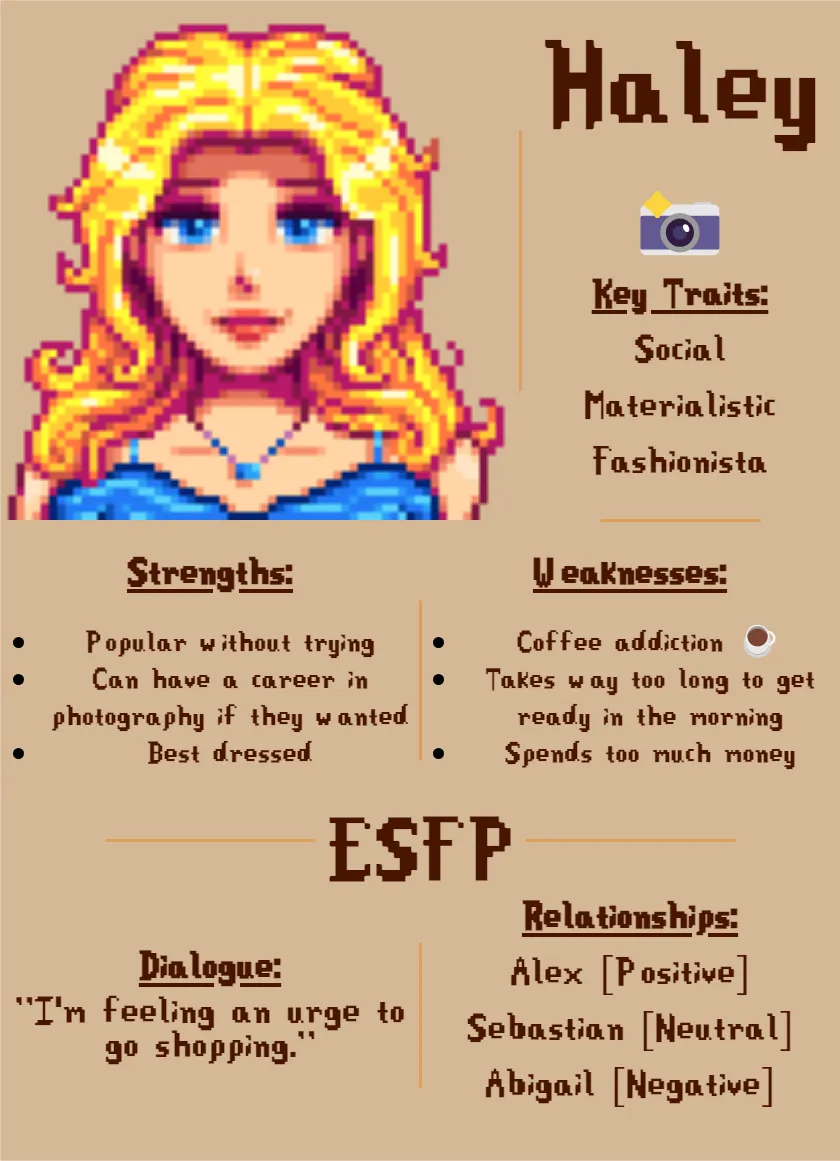 Haley
Key Traits:
Social
Materialistic
Fashionista
Strengths:
Popular without trying
Can have a career in
photography if they wanted
Best dressed
Weaknesses:
Coffee addiction
Takes way too long to get
ready in the morning
Spends too much money
ESFP
Dialogue:
"I'm feeling an urge to
go shopping."
Relationships:
Alex [Positive]
Sebastian [Neutral]
Abigail [Negative]